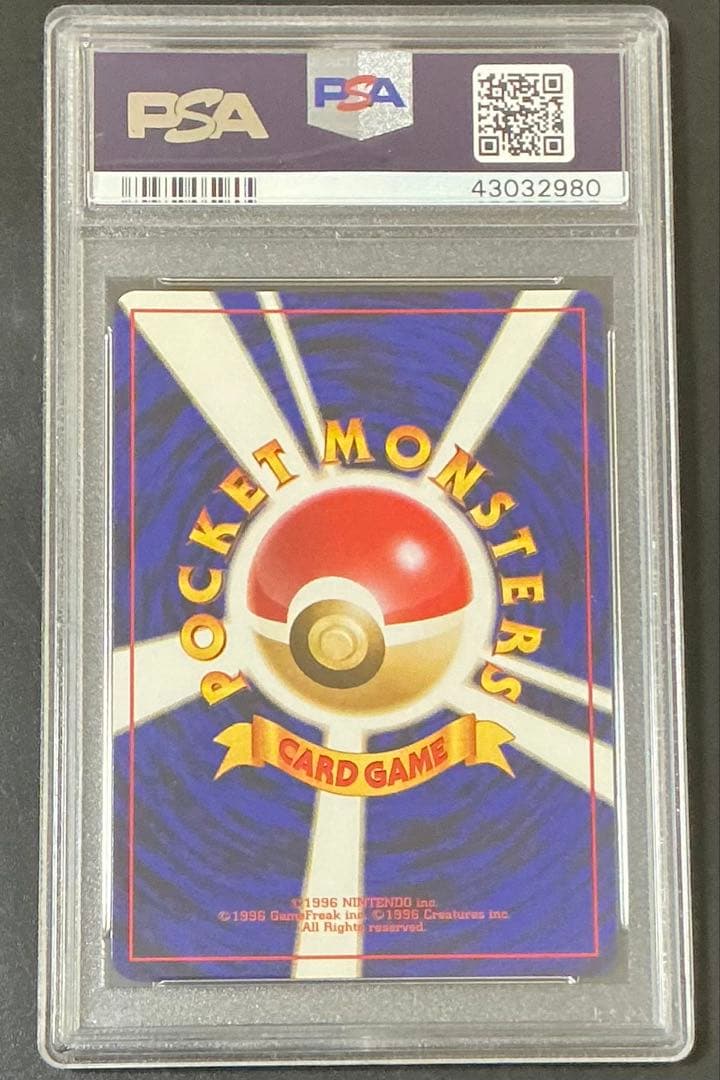 PSA
PSA
43032980
POCKET MONSTERS
CARD GAME
©1996 NINTENDO inc.
©1996 GameFreak inc. ©1996 Creatures inc.
All Rights reserved.